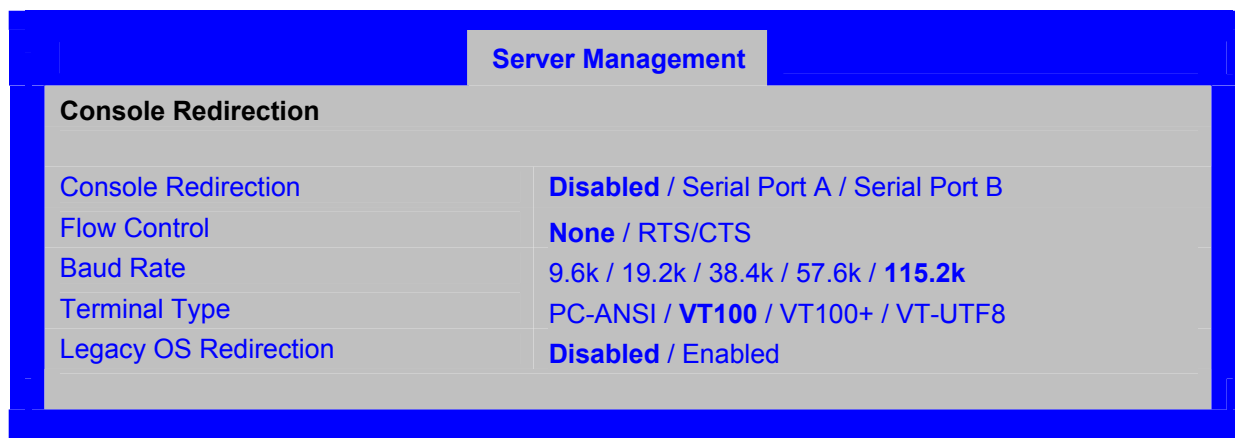 Server Management
Console Redirection
Console Redirection Disabled / Serial Port A / Serial Port B
Flow Control None / RTS/CTS
Baud Rate 9.6k / 19.2k / 38.4k / 57.6k / 115.2k
Terminal Type PC-ANSI / VT100 / VT100+ / VT-UTF8
Legacy OS Redirection Disabled / Enabled